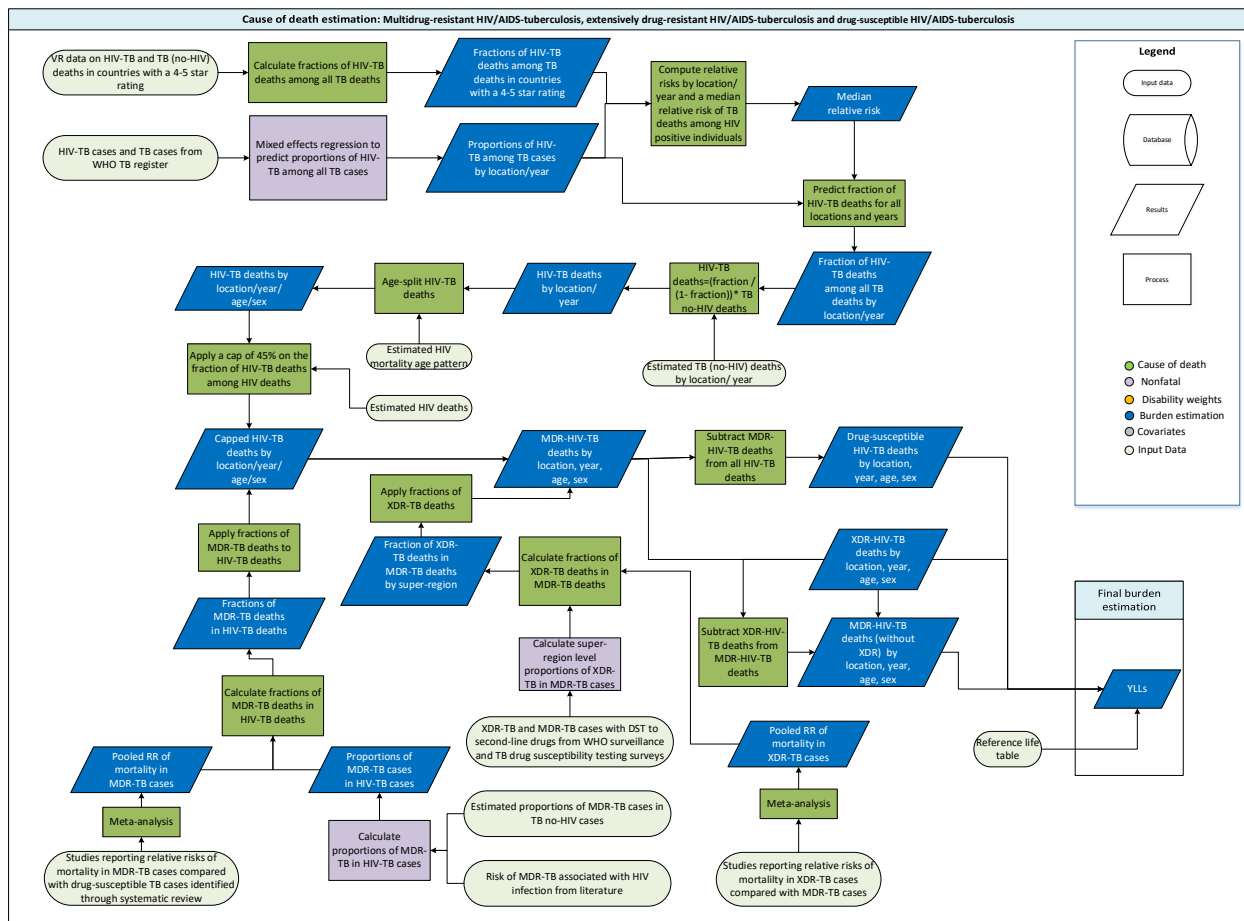 Cause of death estimation: Multidrug-resistant HIV/AIDS-tuberculosis, extensively drug-resistant HIV/AIDS-tuberculosis and drug-susceptible HIV/AIDS-tuberculosis
VR data on HIV-TB and TB (no-HIV)
deaths in countries with a 4-5 star
rating
Calculate fractions of HIV-TB
deaths among all TB deaths
Fractions of HIV-TB
deaths among TB
deaths in countries
with a 4-5 star rating
Compute relative
risks by location/
year and a median
relative risk of TB
deaths among HIV
positive individuals
Median
relative risk
HIV-TB cases and TB cases from
WHO TB register
Mixed effects regression to
predict proportions of HIV-
TB among all TB cases
Proportions of HIV-
TB among TB cases
by location/year
Predict fraction of
HIV-TB deaths for all
locations and years
HIV-TB deaths by
location/year/
age/sex
Age-split HIV-TB
deaths
HIV-TB deaths by
location/
year
HIV-TB
deaths=(fraction /
(1- fraction))* TB
no-HIV deaths
Fraction of HIV-
TB deaths
among all TB
deaths by
location/year
Estimated HIV
mortality age pattern
Estimated TB (no-HIV) deaths
by location/ year
Apply a cap of 45% on the
fraction of HIV-TB deaths
among HIV deaths
Estimated HIV deaths
Capped HIV-TB
deaths by
location/year/
age/sex
MDR-HIV-TB
deaths by
location, year,
age, sex
Subtract MDR-
HIV-TB deaths
from all HIV-TB
deaths
Drug-susceptible
HIV-TB deaths
by location,
year, age, sex
Apply fractions of
XDR-TB deaths
Apply fractions of
MDR-TB deaths to
HIV-TB deaths
Fraction of XDR-
TB deaths in
MDR-TB deaths
by super-region
Calculate fractions of
XDR-TB deaths in
MDR-TB deaths
XDR-HIV-TB
deaths by
location, year,
age, sex
Fractions of
MDR-TB deaths
in HIV-TB deaths
Calculate super-
region level
proportions of XDR-
TB in MDR-TB cases
Subtract XDR-HIV-
TB deaths from
MDR-HIV-TB
deaths
MDR-HIV-TB
deaths (without
XDR) by
location, year,
age, sex
Calculate fractions of
MDR-TB deaths in
HIV-TB deaths
XDR-TB and MDR-TB cases with DST to
second-line drugs from WHO surveillance
and TB drug susceptibility testing surveys
Pooled RR of
mortality in
MDR-TB cases
Proportions of
MDR-TB cases
in HIV-TB cases
Pooled RR of
mortality in
XDR-TB cases
Meta-analysis
Calculate
proportions of MDR-
TB in HIV-TB cases
Estimated proportions of MDR-TB cases in
TB no-HIV cases
Meta-analysis
Studies reporting relative risks of
mortality in MDR-TB cases compared
with drug-susceptible TB cases identified
through systematic review
Risk of MDR-TB associated with HIV
infection from literature
Studies reporting relative risks of
mortalilty in XDR-TB cases
compared with MDR-TB cases
Final burden
estimation
YLLs
Reference life
table
Legend
Input data
Database
Results
Process
Cause of death
Nonfatal
Disability weights
Burden estimation
Covariates
Input Data